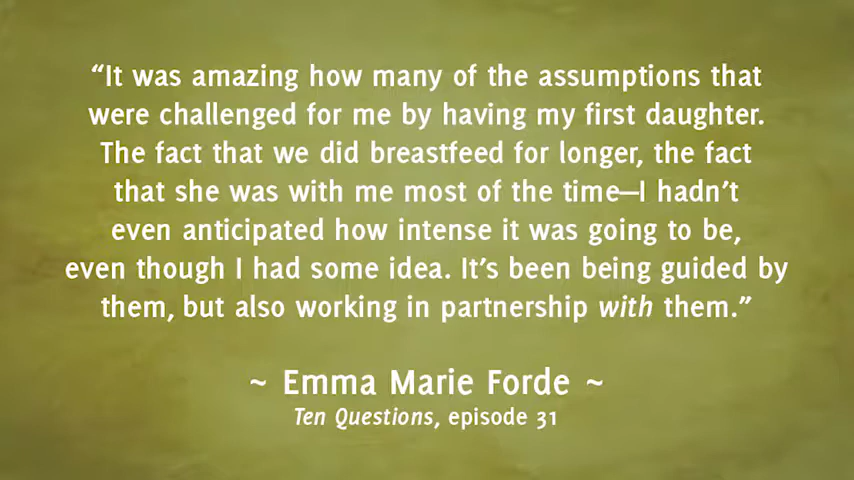 “It was amazing how many of the assumptions that
were challenged for me by having my first daughter.
The fact that we did breastfeed for longer, the fact
that she was with me most of the time—I hadn’t
even anticipated how intense it was going to be,
even though I had some idea. It’s been being guided by
them, but also working in partnership with them.”
~ Emma Marie Forde ~
Ten Questions, episode 31